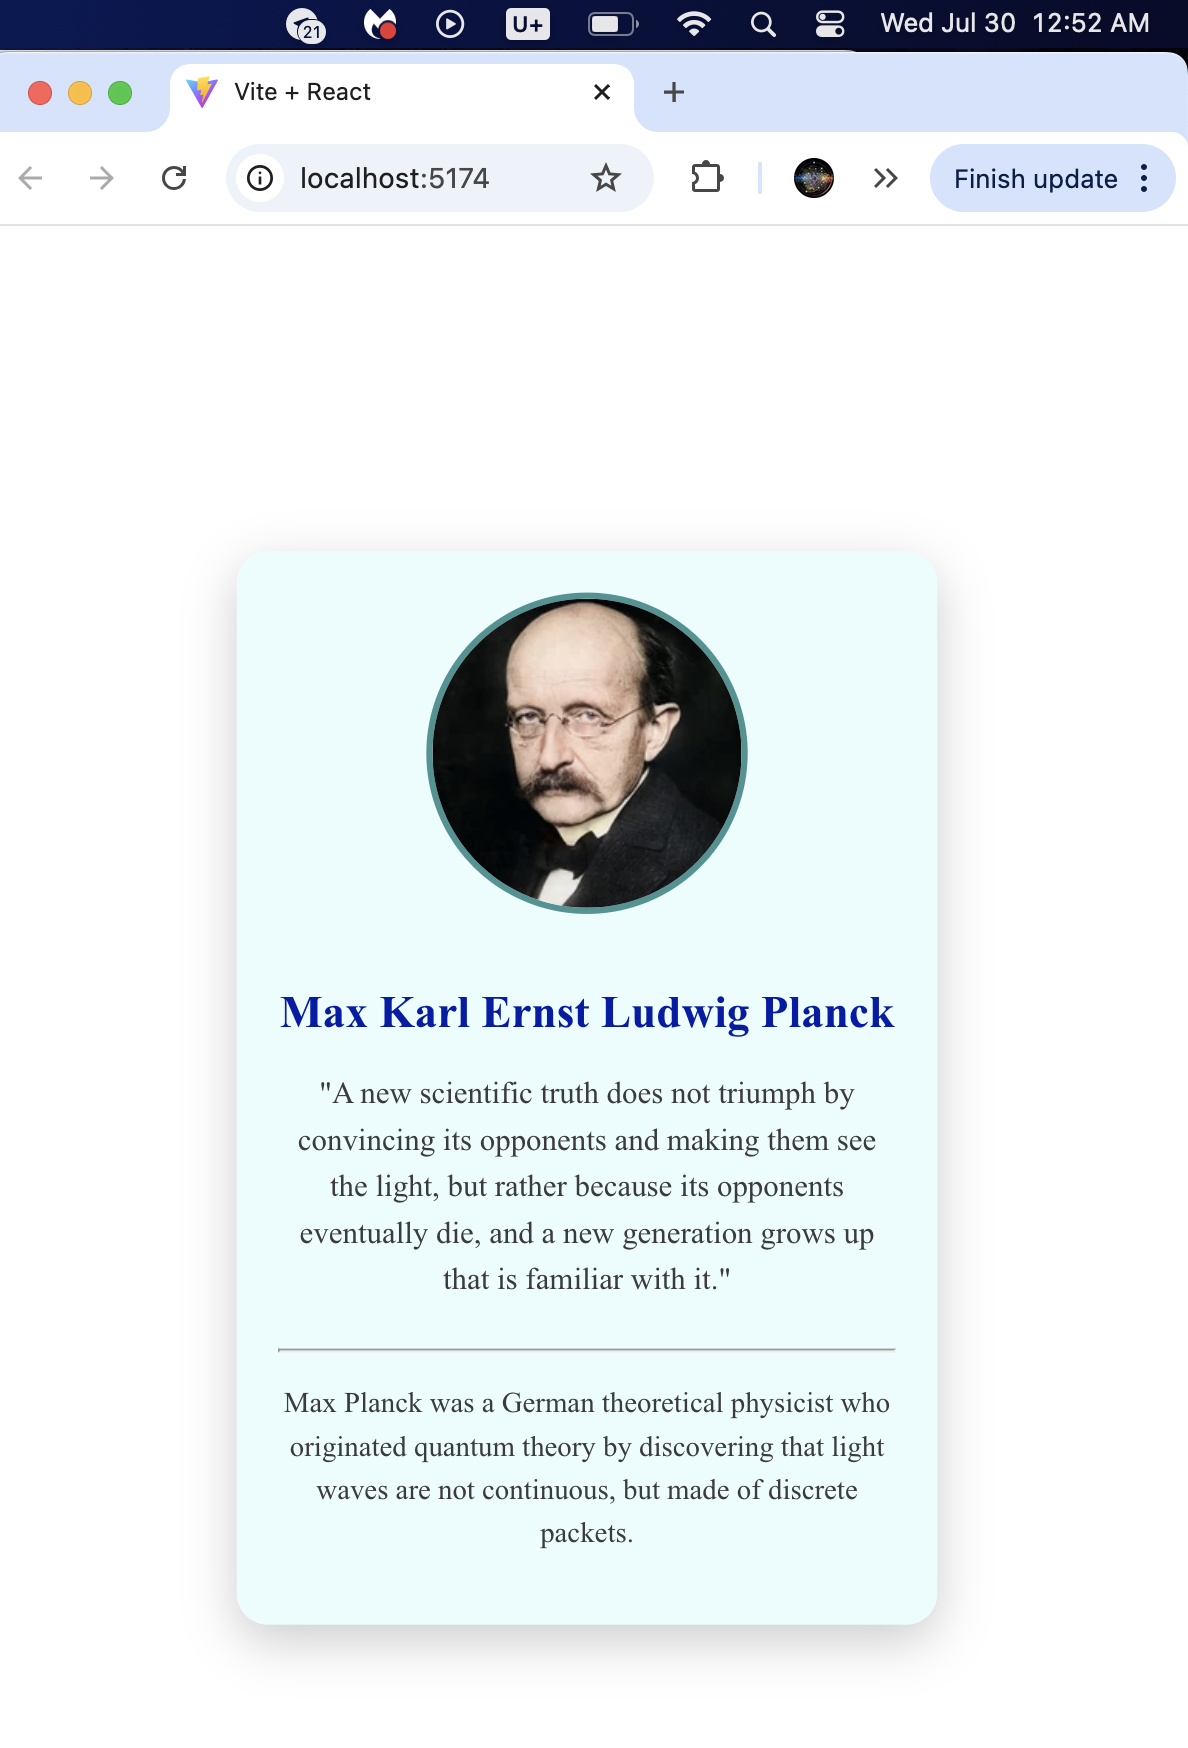 21
U+
Wed Jul 30 12:52 AM
Vite + React
localhost:5174
Finish update
Max Karl Ernst Ludwig Planck
"A new scientific truth does not triumph by
convincing its opponents and making them see
the light, but rather because its opponents
eventually die, and a new generation grows up
that is familiar with it."
Max Planck was a German theoretical physicist who
originated quantum theory by discovering that light
waves are not continuous, but made of discrete
packets.